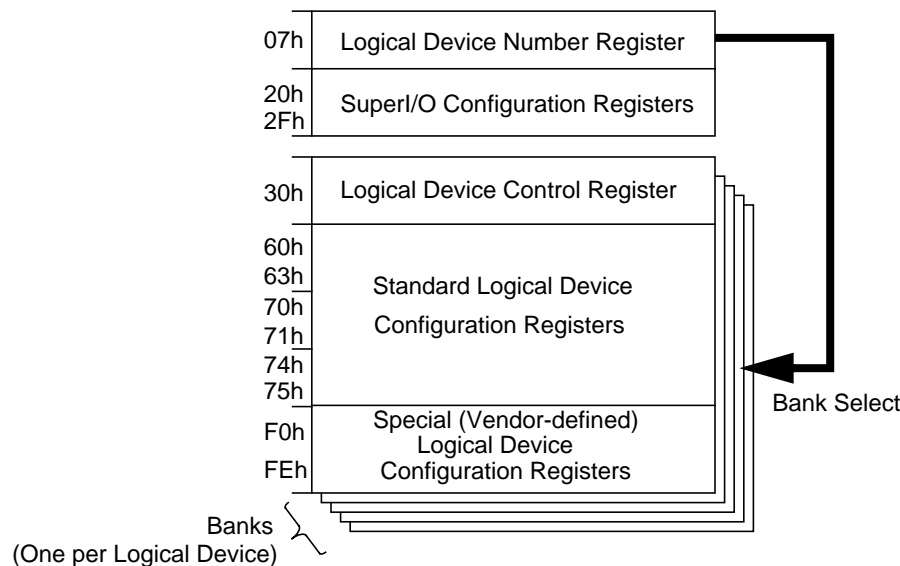 07h Logical Device Number Register
20h
2Fh
SuperI/O Configuration Registers
30h Logical Device Control Register
60h
63h
70h
71h
74h
75h
Standard Logical Device
Configuration Registers
F0h
FEh
Special (Vendor-defined)
Logical Device
Configuration Registers
Bank Select
Banks
(One per Logical Device)